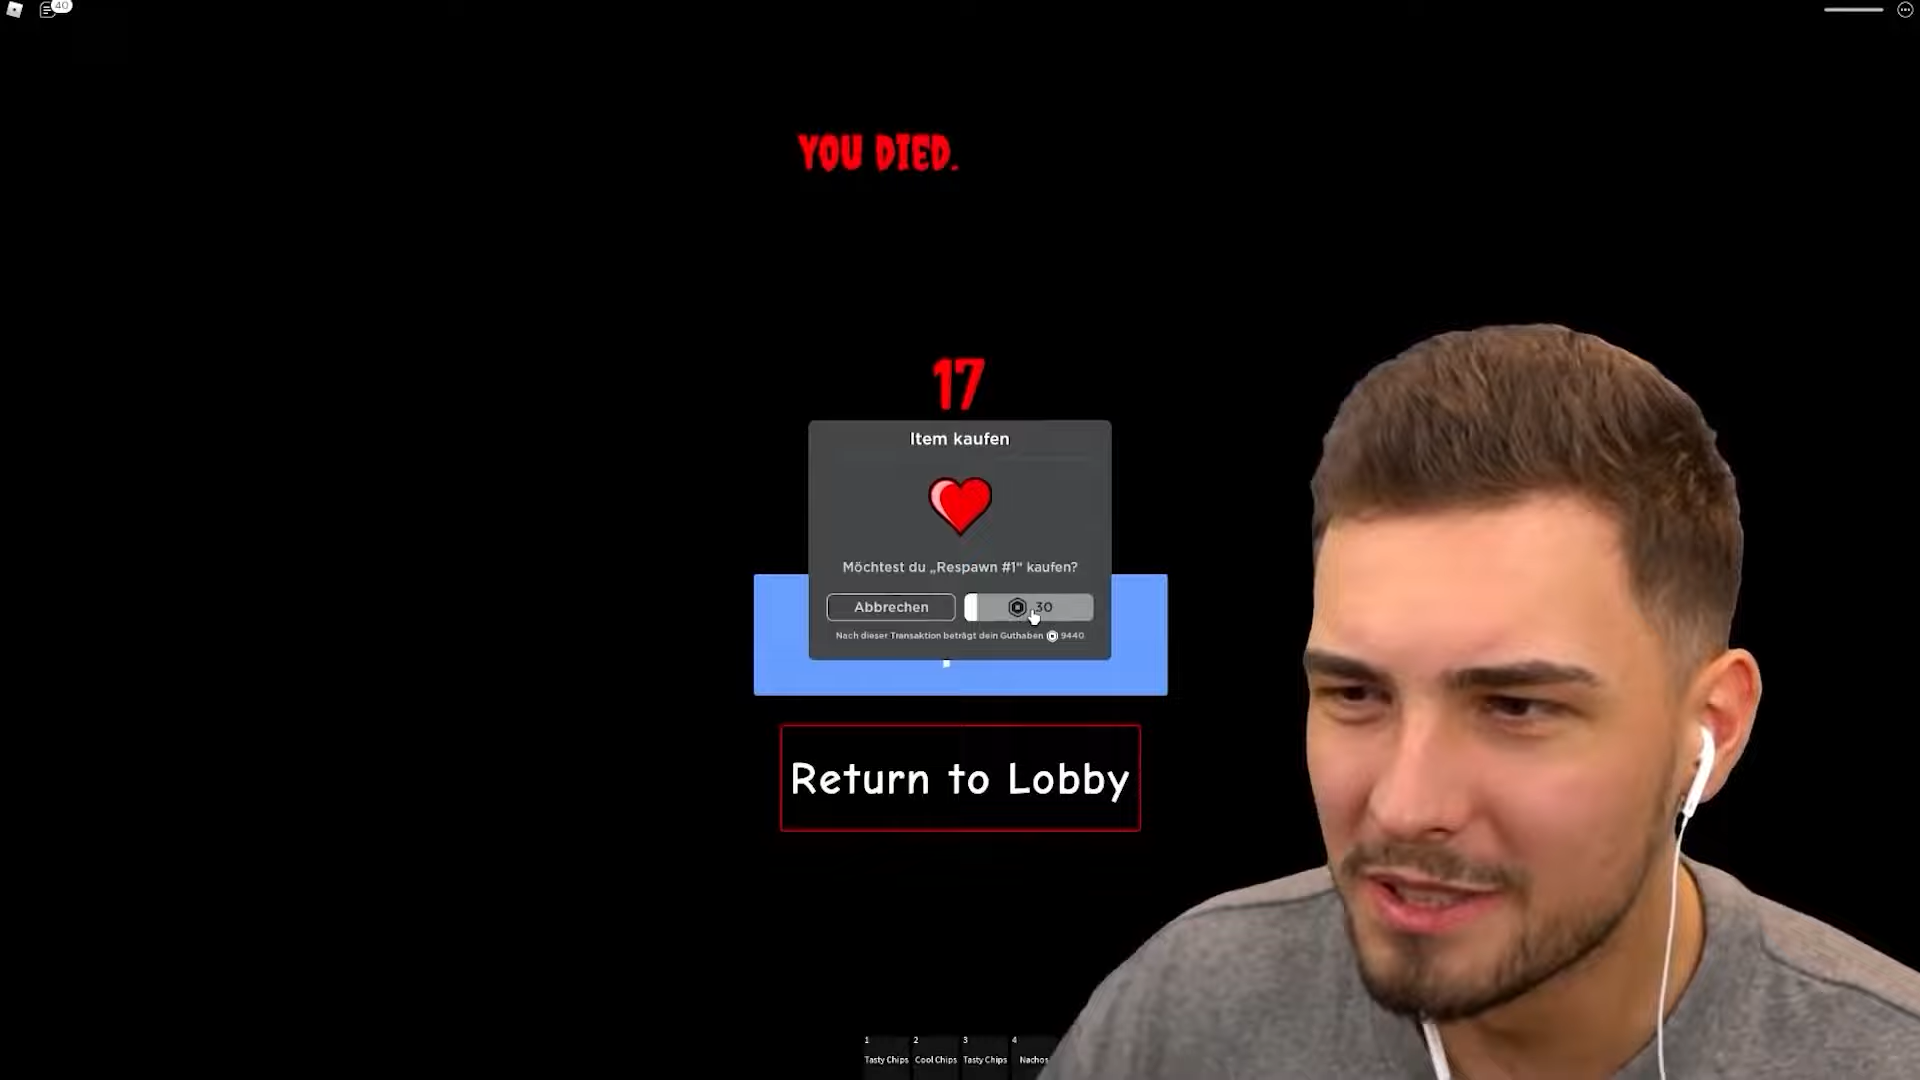 40
YOU DIED.
17
Item kaufen
Möchtest du „Respawn #1“ kaufen?
Abbrechen
30
Nach dieser Transaktion beträgt dein Guthaben 9440
Return to Lobby
1 2 3 4
Tasty Chips Cool Chips Tasty Chips Nachos